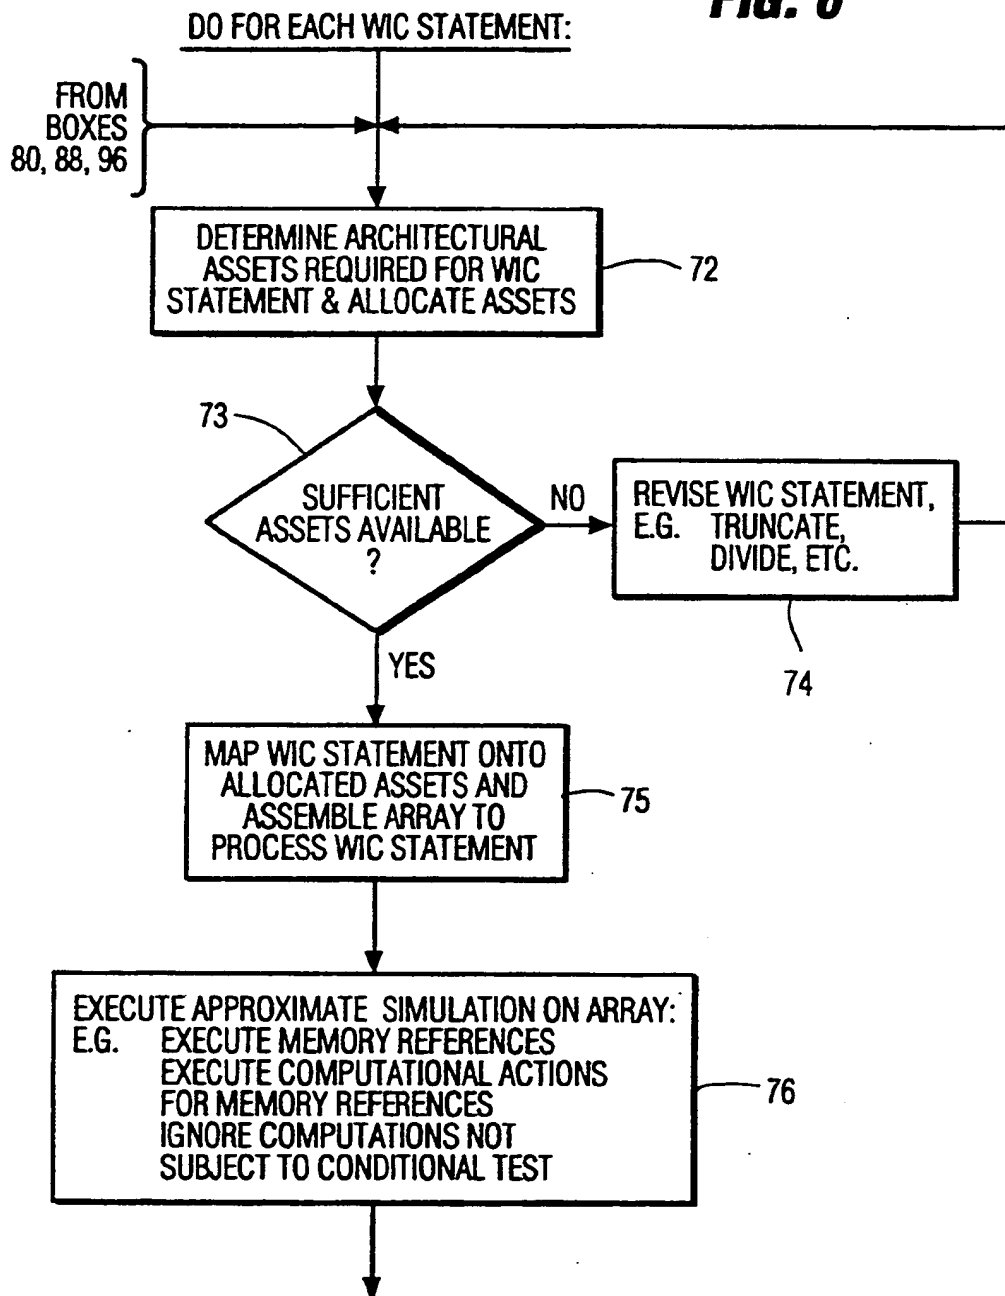 FIG. 6
DO FOR EACH WIC STATEMENT:
FROM
BOXES
80, 88, 96
DETERMINE ARCHITECTURAL
ASSETS REQUIRED FOR WIC
STATEMENT & ALLOCATE ASSETS
72
73
SUFFICIENT
ASSETS AVAILABLE
?
NO
REVISE WIC STATEMENT,
E.G. TRUNCATE,
DIVIDE, ETC.
74
YES
MAP WIC STATEMENT ONTO
ALLOCATED ASSETS AND
ASSEMBLE ARRAY TO
PROCESS WIC STATEMENT
75
EXECUTE APPROXIMATE SIMULATION ON ARRAY:
E.G. EXECUTE MEMORY REFERENCES
EXECUTE COMPUTATIONAL ACTIONS
FOR MEMORY REFERENCES
IGNORE COMPUTATIONS NOT
SUBJECT TO CONDITIONAL TEST
76